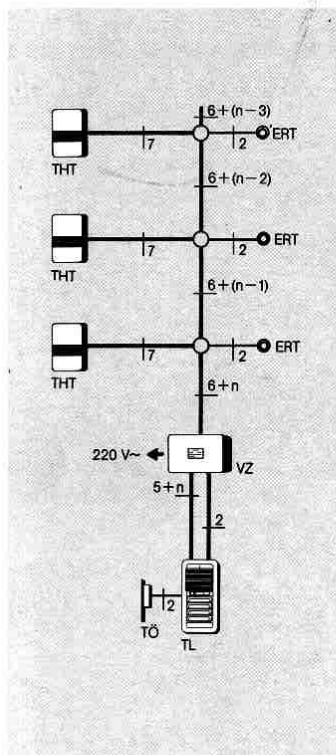 6+(n−3)
7
2
ERT
THT
6+(n−2)
7
2
ERT
THT
6+(n−1)
7
2
ERT
THT
6+n
220 V~
VZ
5+n
2
2
TÖ
TL